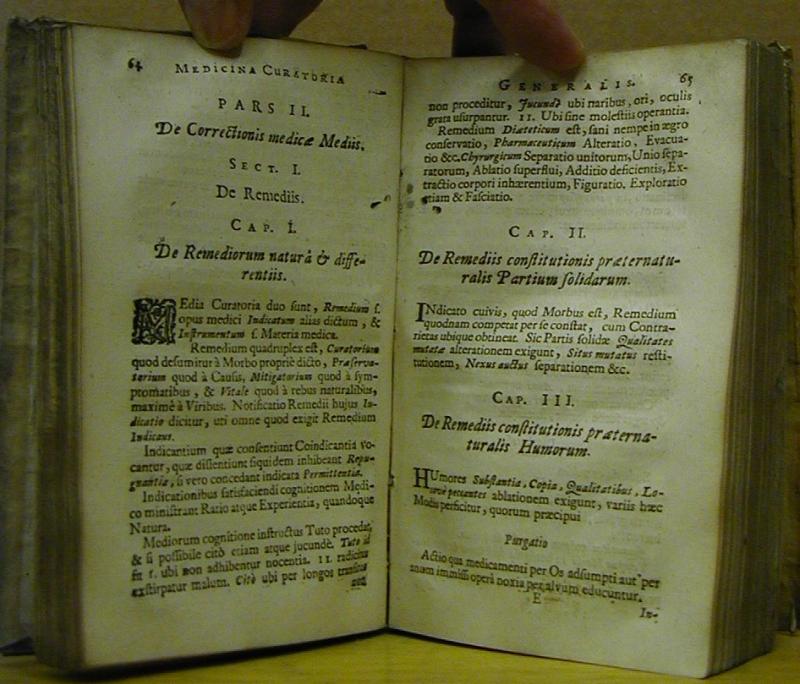 64 MEDICINA CURATORIA
PARS II.
De Correctionis medicæ Mediis.
SECT. I.
De Remediis.
CAP. I.
De Remediorum naturâ & diffe-
rentiis.
MEdia Curatoria duo sunt, Remedium s.
opus medici Indicatum alias dictum, &
Instrumentum s. Materia medica.
Remedium quadruplex est, Curatorium
quod desumitur à Morbo propriè dicto, Præserva-
torium quod à Causis, Mitigatorium quod à sym-
ptomatibus, & Vitale quod à rebus naturalibus,
maximè à Viribus. Notificatio Remedii hujus In-
dicatio dicitur, uti omne quod exigit Remedium
Indicans.
Indicantium quæ consentiunt Coindicantia vo-
cantur, quæ dissentiunt siquidem inhibeant Repu-
gnantia, si vero concedant indicata Permittentia.
Indicationibus satisfaciendi cognitionem Medi-
co ministrant Ratio atque Experientia, quandoque
Natura.
Mediorum cognitione instructus Tuto procedat,
& si possibile citò etiam atque jucundè. Tuto id
fit 1. ubi non adhibentur nocentia. 11. radicitus
exstirpatur malum. Citò ubi per longos
non
GENERALIS. 65
non proceditur, Jucundè ubi naribus, ori, oculis
grata usurpantur. 11. Ubi sine molestiis operantia.
Remedium Diæteticum est, sani nempe in ægro
conservatio, Pharmaceuticum Alteratio, Evacua-
tio &c. Chyrurgicum Separatio unitorum, Unio sepa-
ratorum, Ablatio superflui, Additio deficientis, Ex-
tractio corpori inhærentium, Figuratio. Exploratio
etiam & Fasciatio.
CAP. II.
De Remediis constitutionis præternatu-
ralis Partium solidarum.
INdicato cuivis, quod Morbus est, Remedium
quodnam competat per se constat, cum Contra-
rietas ubique obtineat. Sic Partis solidæ Qualitates
mutatæ alterationem exigunt, Situs mutatus resti-
tutionem, Nexus auctus separationem &c.
CAP. III.
De Remediis constitutionis præterna-
turalis Humorum.
HUmores Substantia, Copia, Qualitatibus, Lo-
peccantes ablationem exigunt, variis hæc
Modis perficitur, quorum præcipui
Purgatio
Actio qua medicamenti per Os adsumpti aut per
anum immissi operâ noxia per alvum educuntur.
E In-